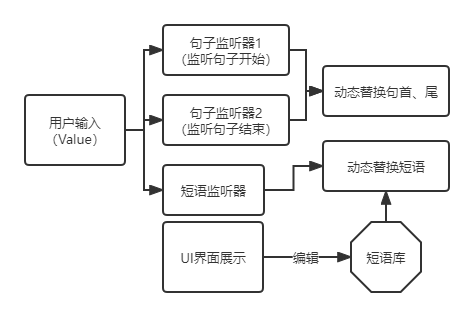 句子监听器1
（监听句子开始）
动态替换句首、尾
用户输入
（Value）
句子监听器2
（监听句子结束）
动态替换短语
短语监听器
UI界面展示
编辑
短语库